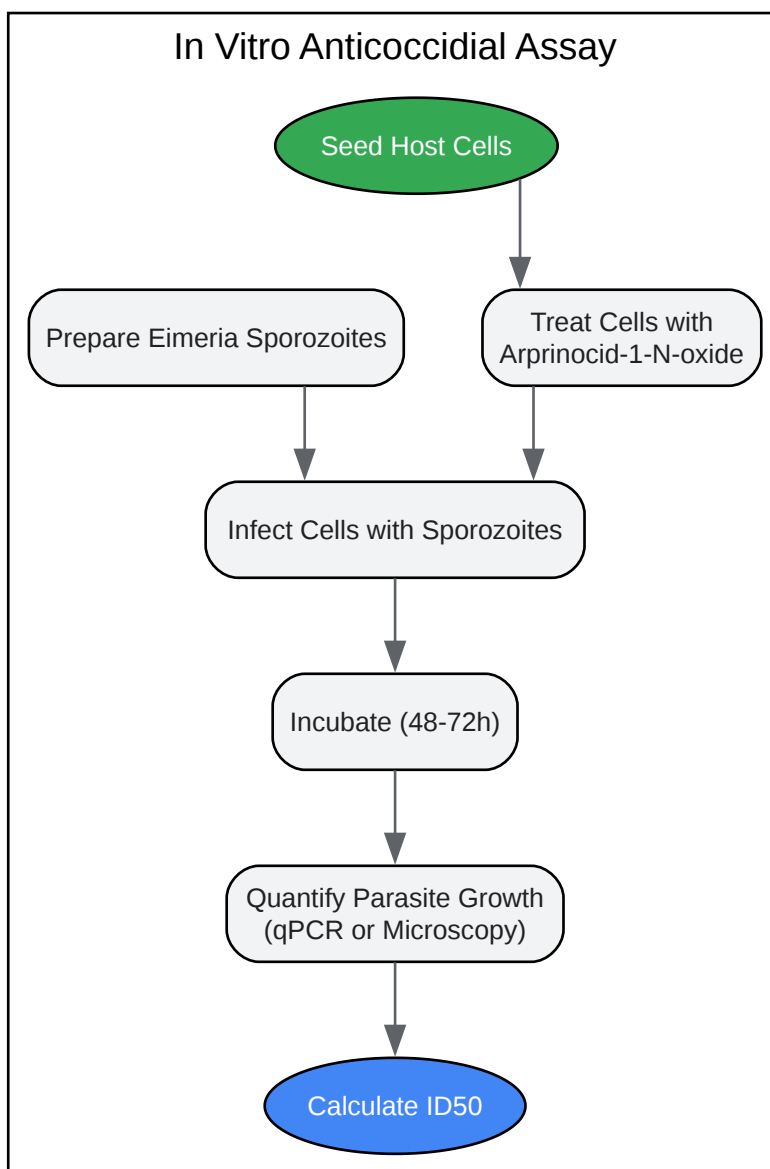 In Vitro Anticoccidial Assay
Seed Host Cells
Prepare Eimeria Sporozoites
Treat Cells with
Arprinocid-1-N-oxide
Infect Cells with Sporozoites
Incubate (48-72h)
Quantify Parasite Growth
(qPCR or Microscopy)
Calculate ID50